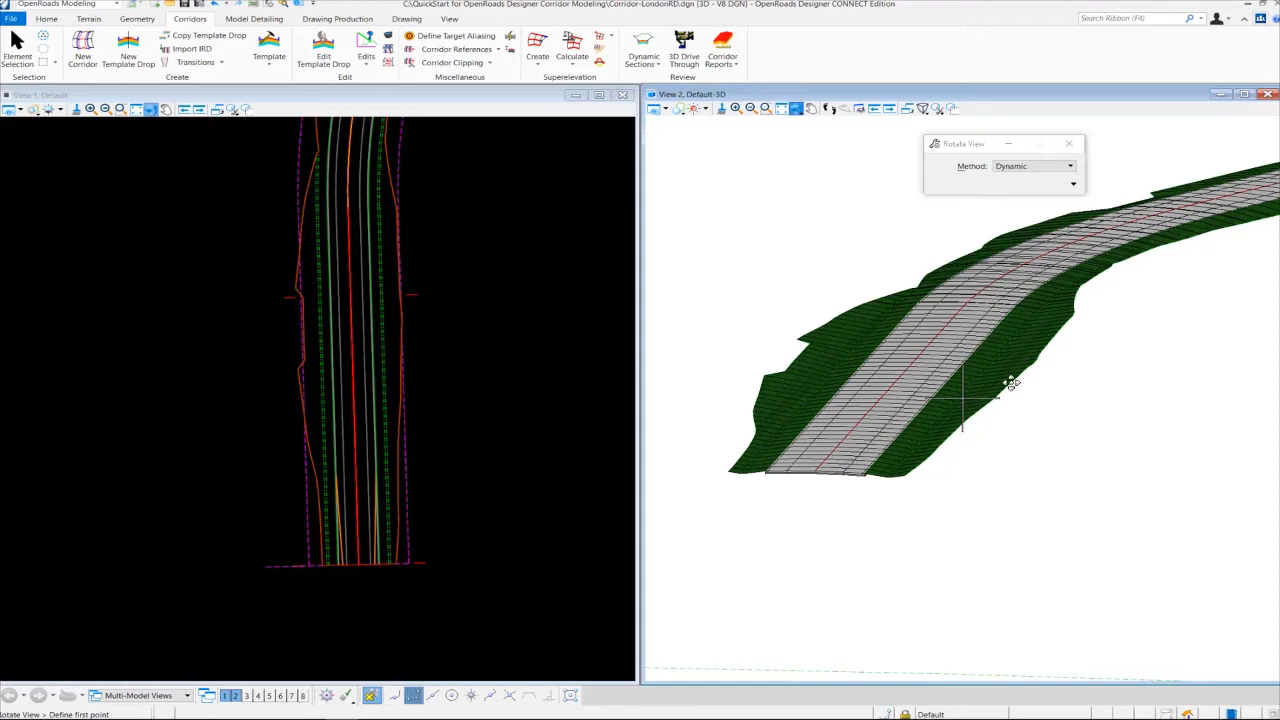 OpenRoads Modeling
C:\QuickStart for OpenRoads Designer Corridor Modeling\Corridor-LondonRD.dgn [3D - V8 DGN] - OpenRoads Designer CONNECT Edition
File Home Terrain Geometry Corridors Model Detailing Drawing Production Drawing View
Search Ribbon (F4)
Element Selection
Selection
New Corridor
New Template Drop
Copy Template Drop
Import IRD
Transitions
Template
Create
Edit Template Drop
Edits
Edit
Define Target Aliasing
Corridor References
Corridor Clipping
Miscellaneous
Create
Calculate
Superelevation
Dynamic Sections
3D Drive Through
Corridor Reports
Review
View 1, Default
View 2, Default-3D
Rotate View
Method: Dynamic
Multi-Model Views
1 2 3 4 5 6 7 8
Rotate View > Define first point
Default